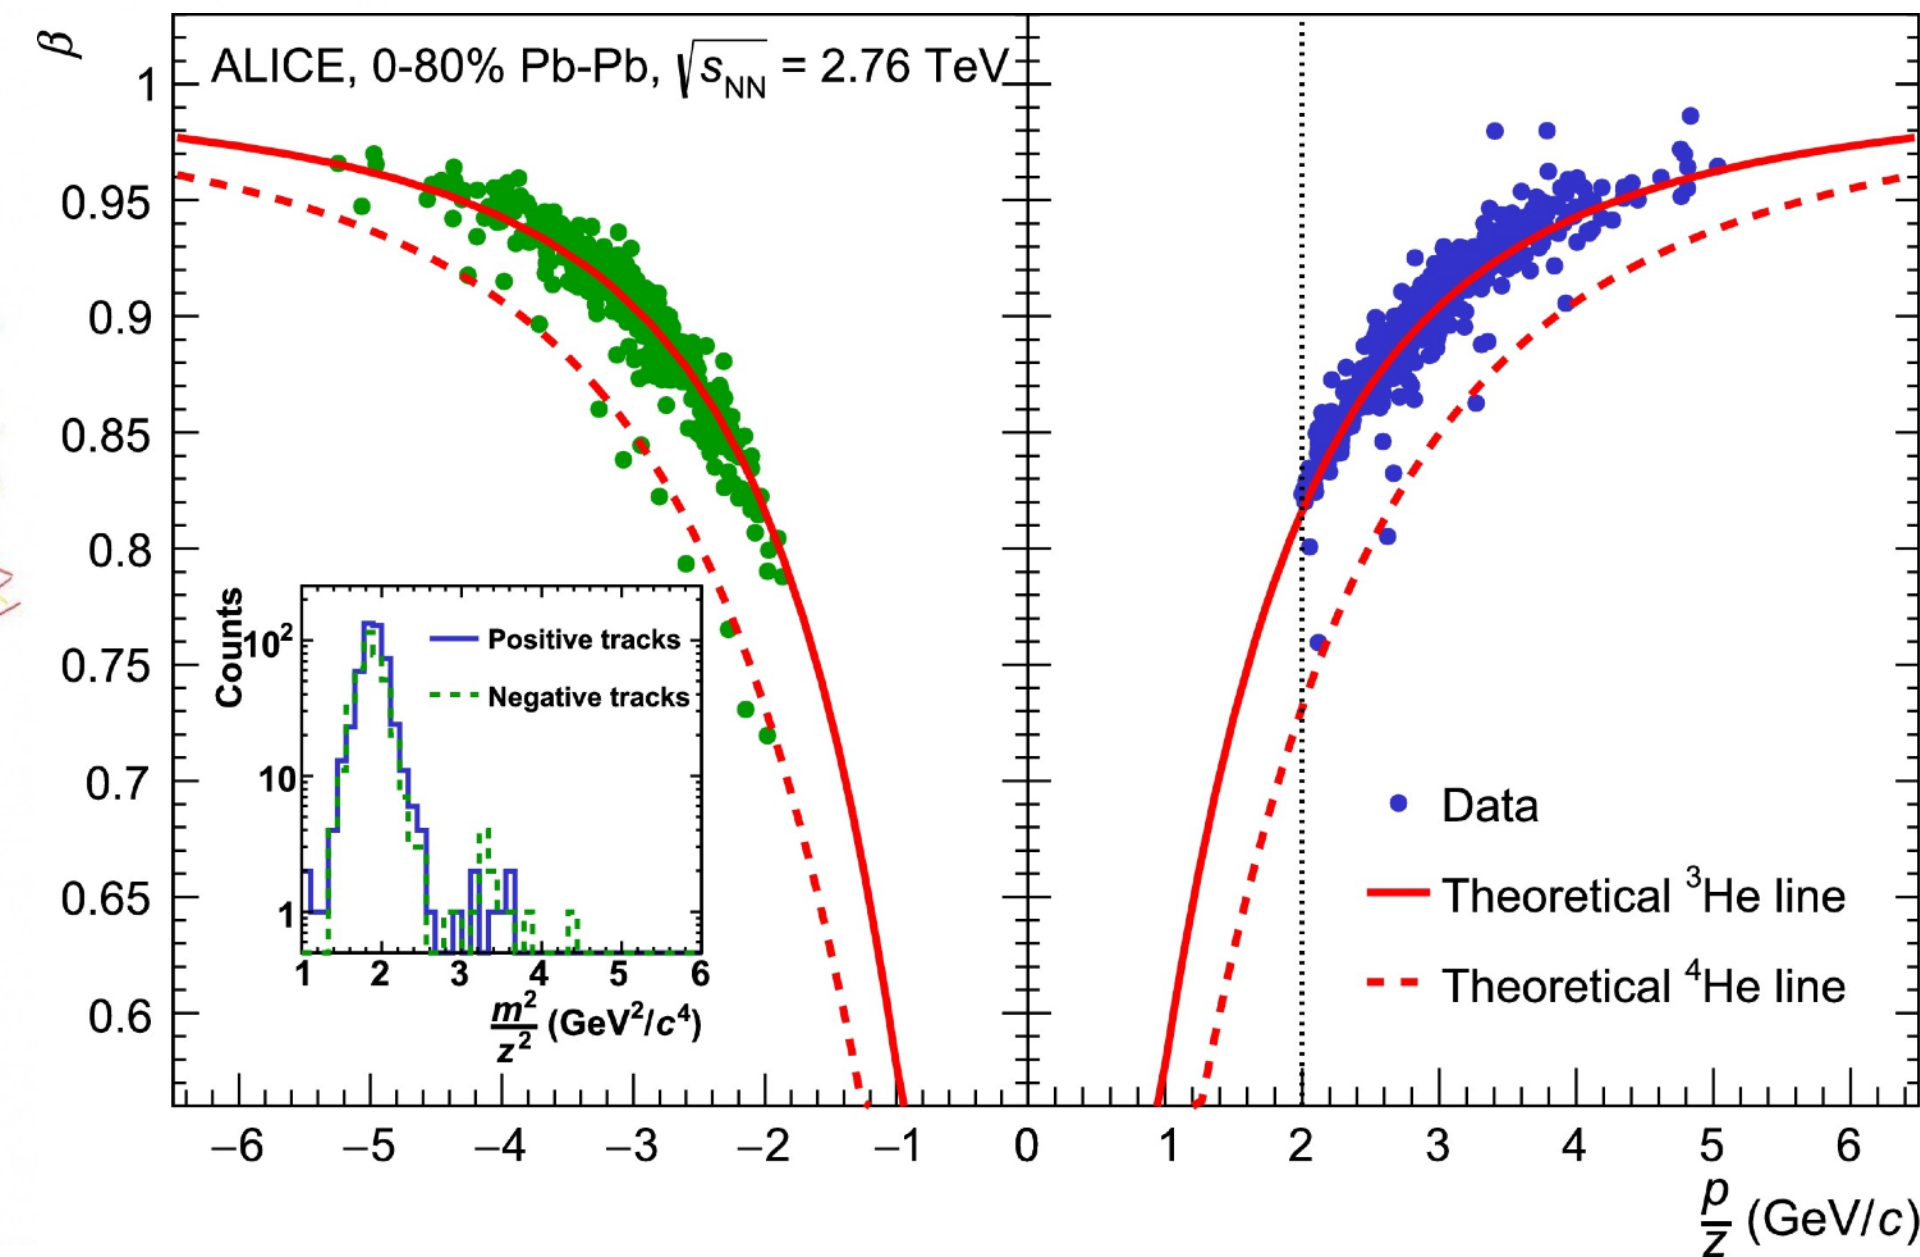 β
ALICE, 0-80% Pb-Pb, √sNN = 2.76 TeV
1
0.95
0.9
0.85
0.8
0.75
0.7
0.65
0.6
Counts
10²
10
1
Positive tracks
Negative tracks
1 2 3 4 5 6
m²/z² (GeV²/c⁴)
Data
Theoretical ³He line
Theoretical ⁴He line
−6 −5 −4 −3 −2 −1 0 1 2 3 4 5 6
p/z (GeV/c)